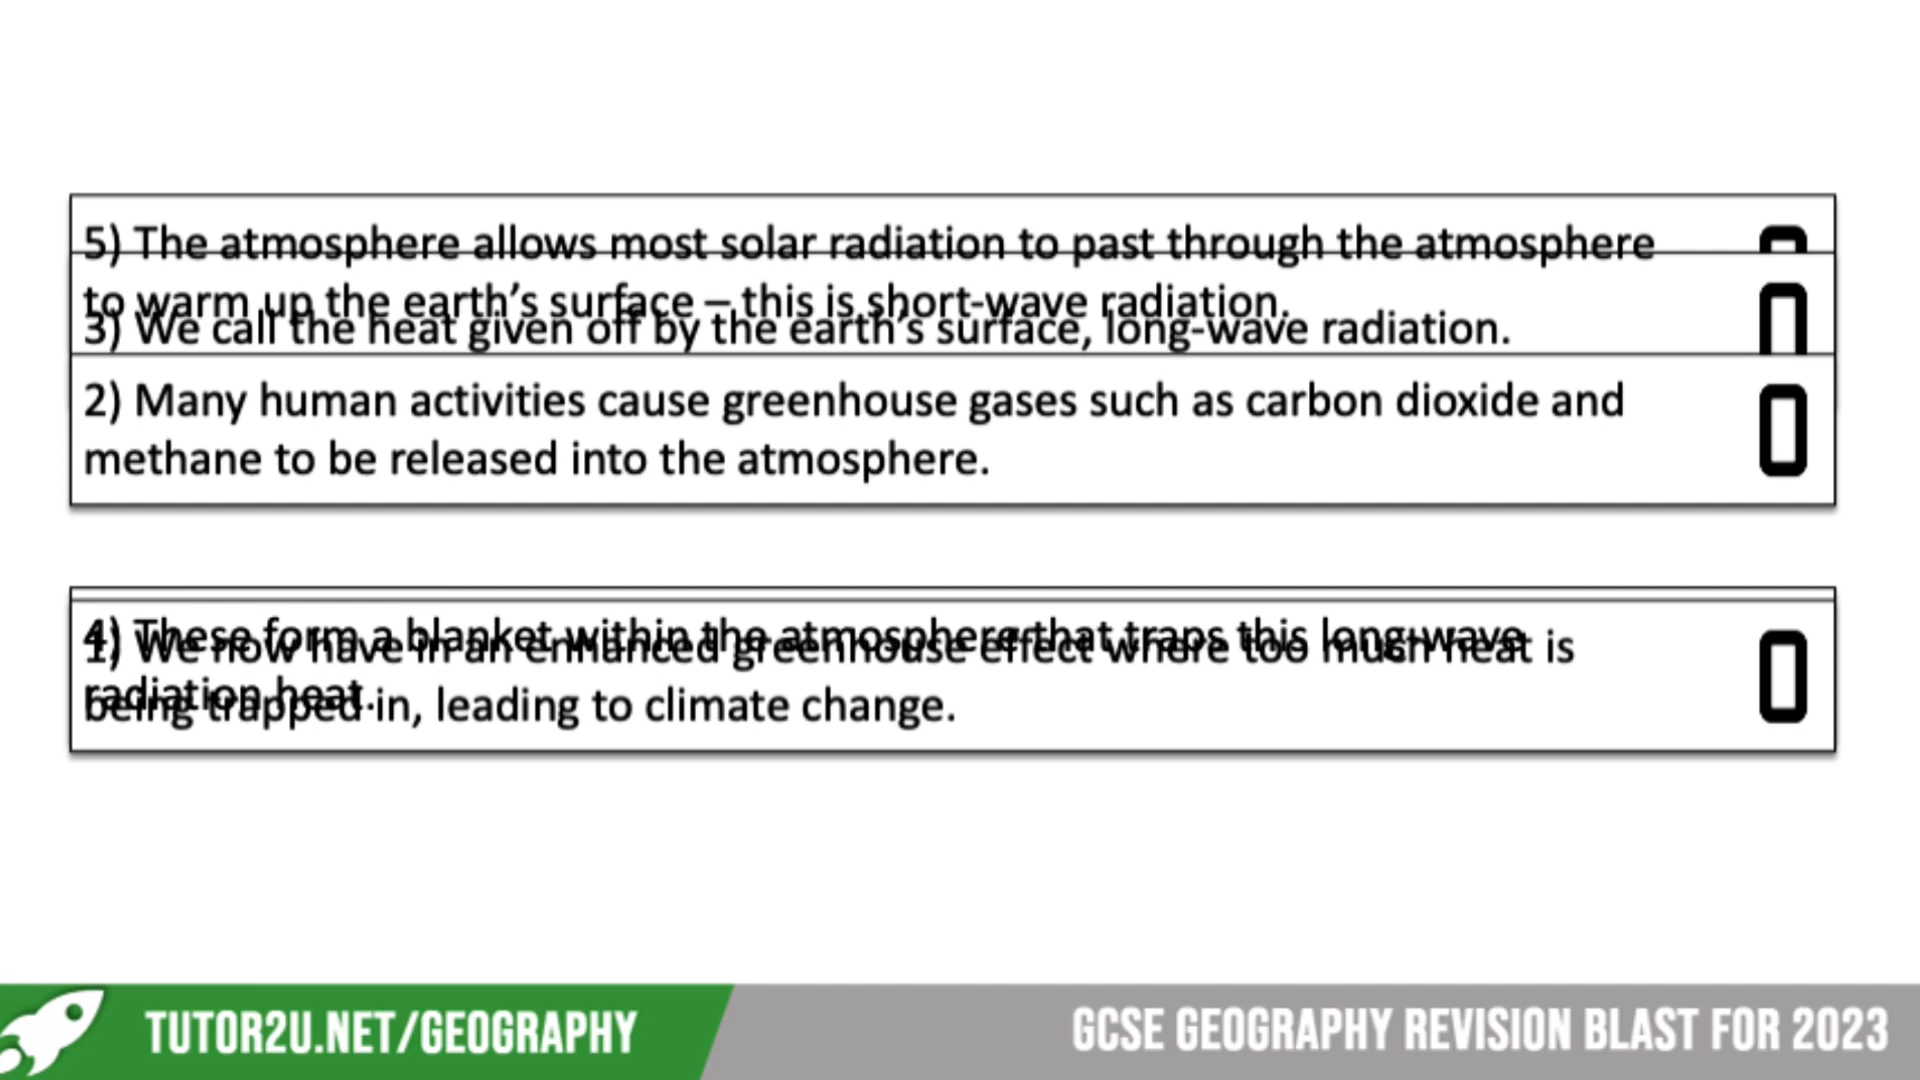 5) The atmosphere allows most solar radiation to past through the atmosphere
to warm up the earth’s surface – this is short-wave radiation.
3) We call the heat given off by the earth’s surface, long-wave radiation.
2) Many human activities cause greenhouse gases such as carbon dioxide and
methane to be released into the atmosphere.
4) These form a blanket within the atmosphere that traps this long-wave
radiation heat.
1) We now have in an enhanced greenhouse effect where too much heat is
being trapped in, leading to climate change.
TUTOR2U.NET/GEOGRAPHY
GCSE GEOGRAPHY REVISION BLAST FOR 2023